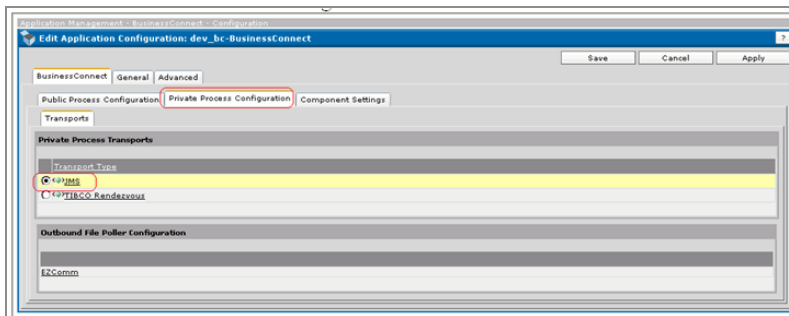 Application Management - BusinessConnect - Configuration
Edit Application Configuration: dev_bc-BusinessConnect
?
Save Cancel Apply
BusinessConnect General Advanced
Public Process Configuration Private Process Configuration Component Settings
Transports
Private Process Transports
Transport Type
JMS
TIBCO Rendezvous
Outbound File Poller Configuration
EZComm